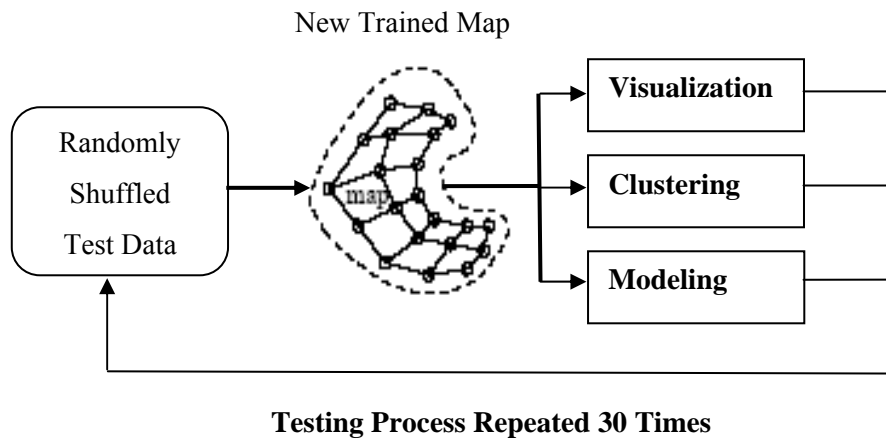 New Trained Map
Randomly
Shuffled
Test Data
map
Visualization
Clustering
Modeling
Testing Process Repeated 30 Times